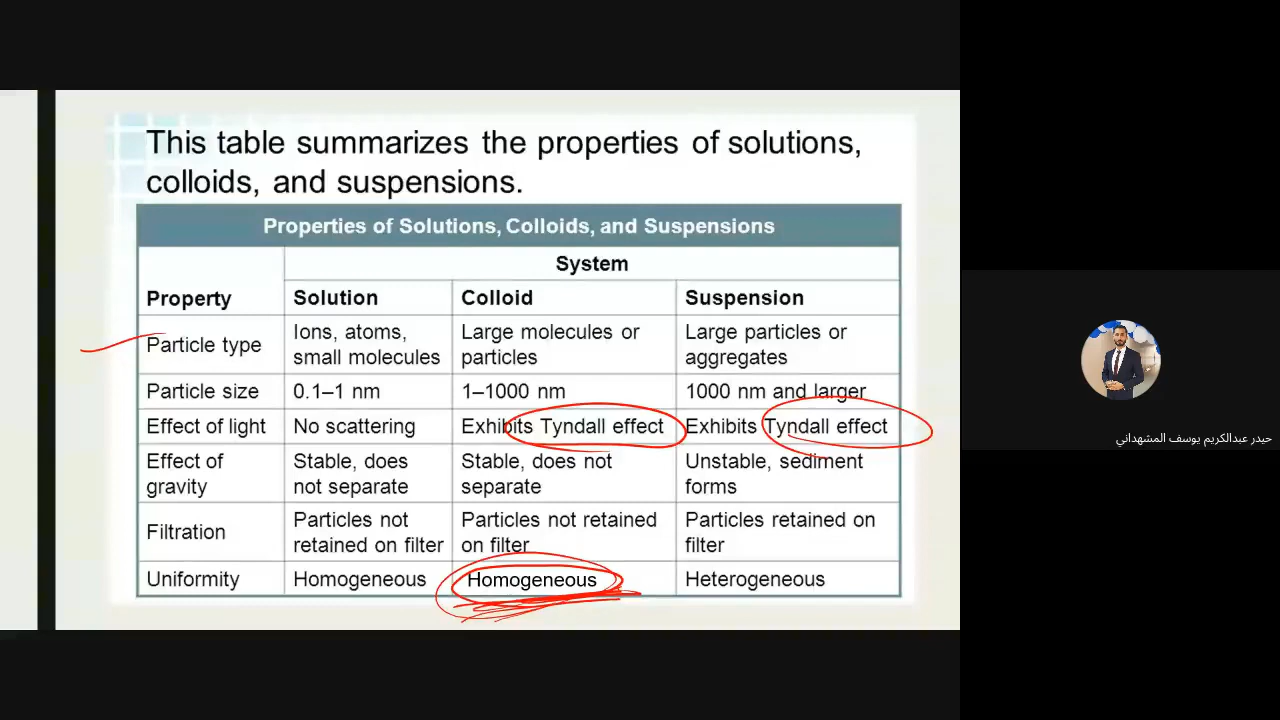 This table summarizes the properties of solutions,
colloids, and suspensions.
Properties of Solutions, Colloids, and Suspensions
System
Property Solution Colloid Suspension
Particle type Ions, atoms, small molecules Large molecules or particles Large particles or aggregates
Particle size 0.1–1 nm 1–1000 nm 1000 nm and larger
Effect of light No scattering Exhibits Tyndall effect Exhibits Tyndall effect
Effect of gravity Stable, does not separate Stable, does not separate Unstable, sediment forms
Filtration Particles not retained on filter Particles not retained on filter Particles retained on filter
Uniformity Homogeneous Homogeneous Heterogeneous
حيدر عبدالكريم يوسف المشهداني